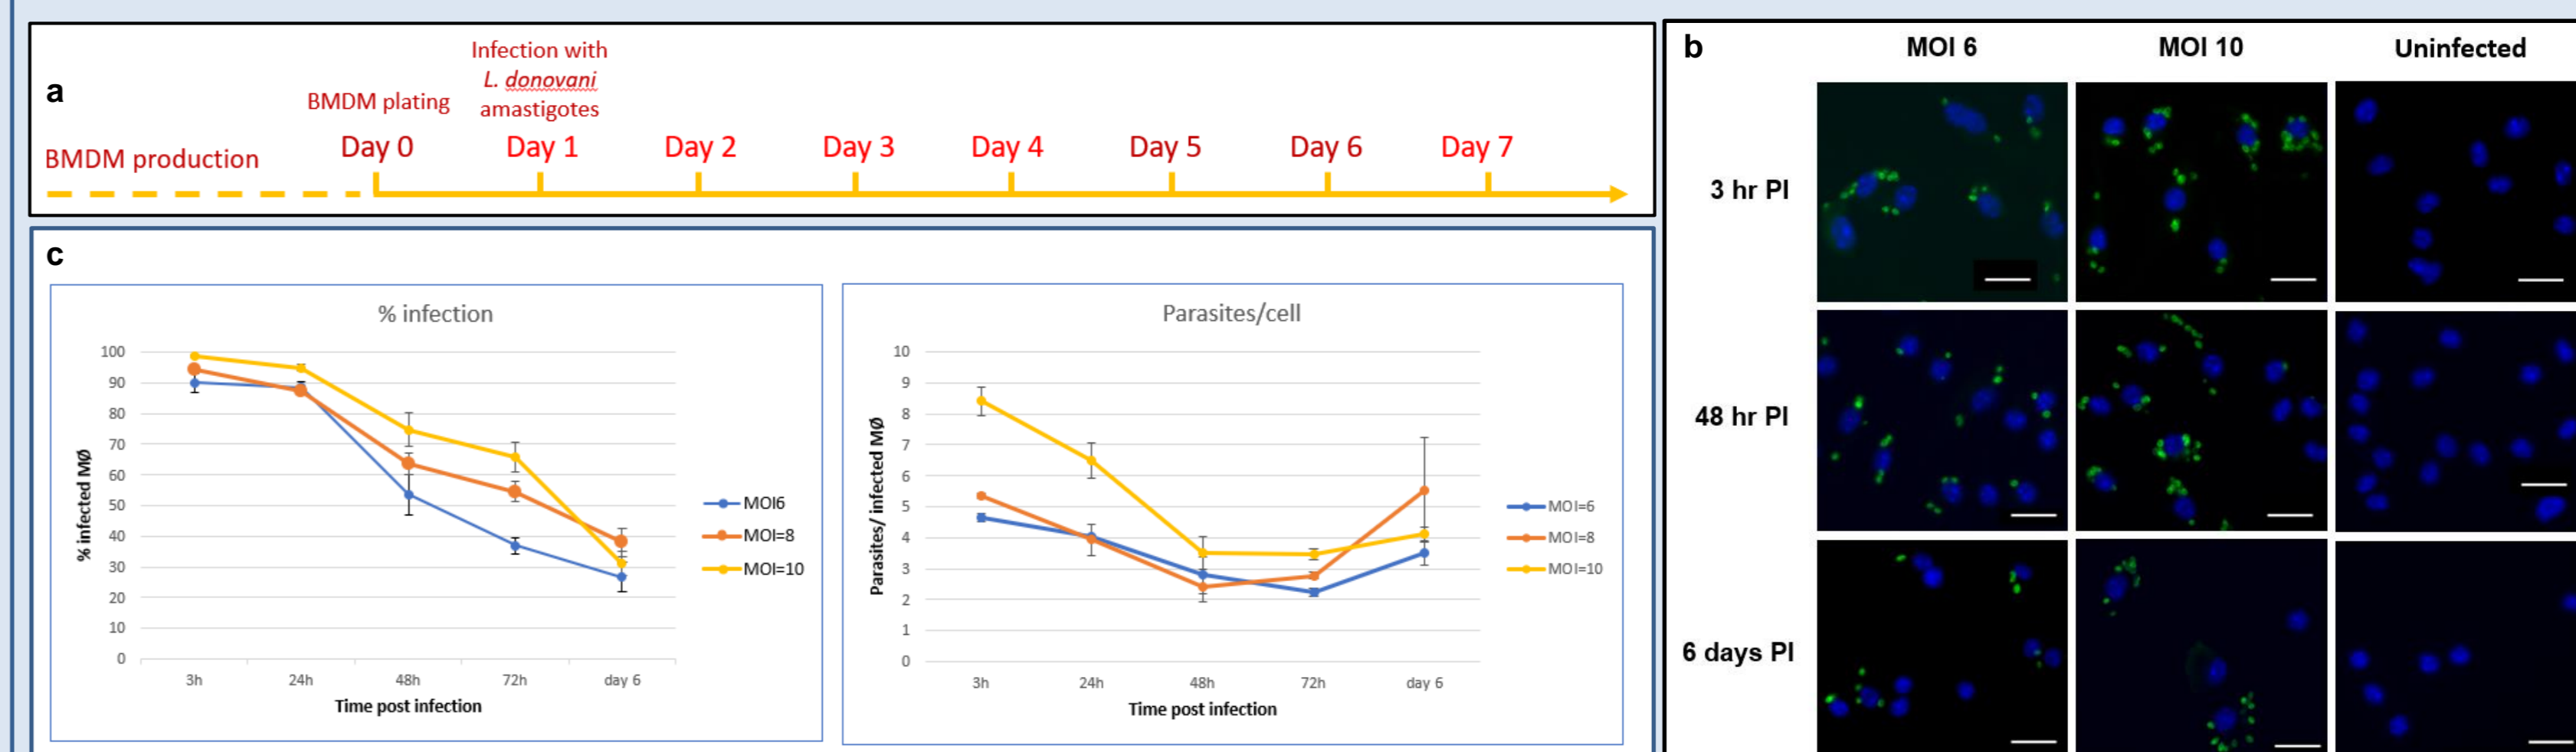 a
Infection with
L. donovani
amastigotes
BMDM plating
BMDM production
Day 0
Day 1
Day 2
Day 3
Day 4
Day 5
Day 6
Day 7
c
% infection
100
90
80
70
60
50
40
30
20
10
0
% infected MØ
3h
24h
48h
72h
day 6
Time post infection
MOI6
MOI=8
MOI=10
Parasites/cell
10
9
8
7
6
5
4
3
2
1
0
Parasites/ infected MØ
3h
24h
48h
72h
day 6
Time post infection
MOI=6
MOI=8
MOI=10
b
MOI 6
MOI 10
Uninfected
3 hr PI
48 hr PI
6 days PI